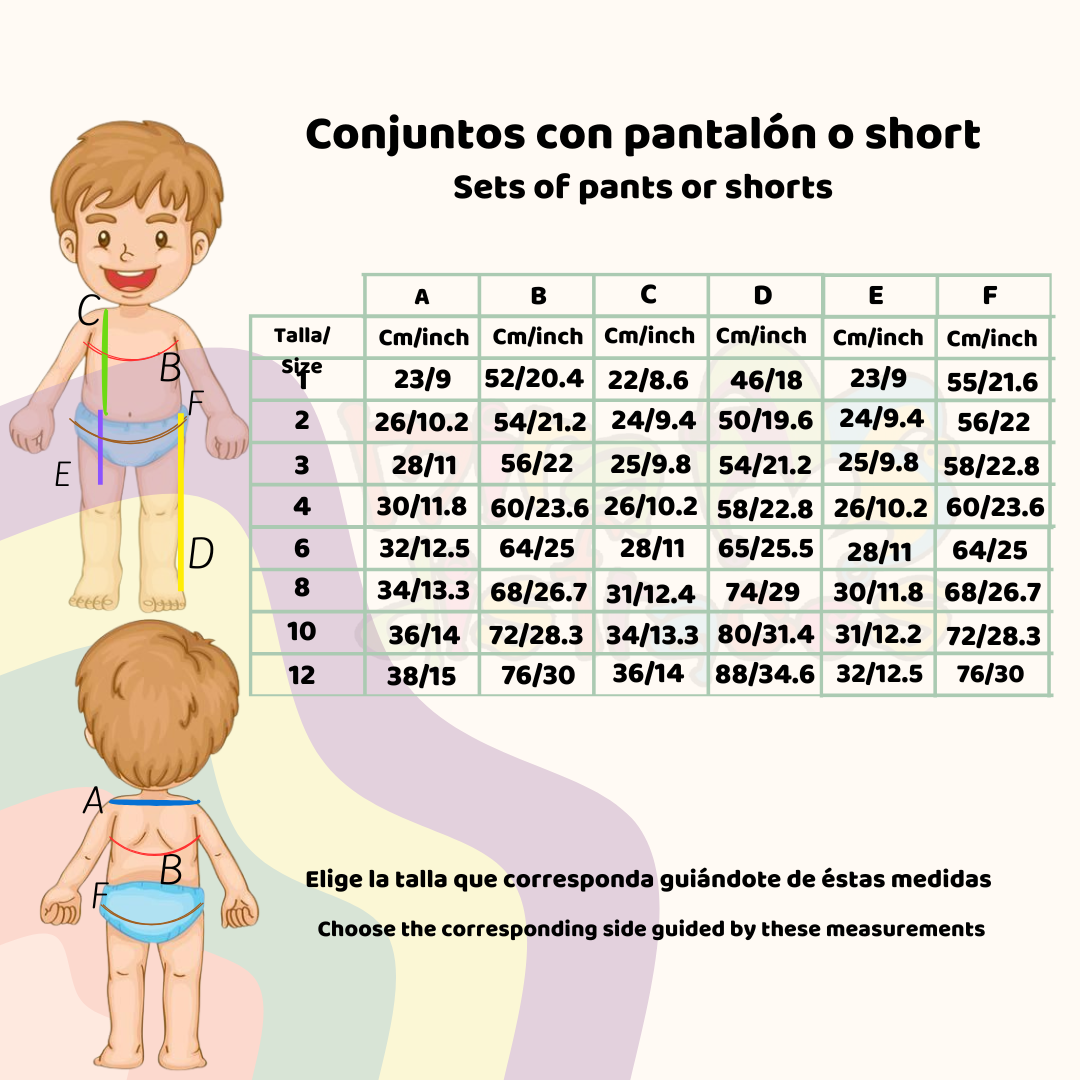 Conjuntos con pantalón o short
Sets of pants or shorts
A B C D E F
Talla/ Size Cm/inch Cm/inch Cm/inch Cm/inch Cm/inch Cm/inch
1 23/9 52/20.4 22/8.6 46/18 23/9 55/21.6
2 26/10.2 54/21.2 24/9.4 50/19.6 24/9.4 56/22
3 28/11 56/22 25/9.8 54/21.2 25/9.8 58/22.8
4 30/11.8 60/23.6 26/10.2 58/22.8 26/10.2 60/23.6
6 32/12.5 64/25 28/11 65/25.5 28/11 64/25
8 34/13.3 68/26.7 31/12.4 74/29 30/11.8 68/26.7
10 36/14 72/28.3 34/13.3 80/31.4 31/12.2 72/28.3
12 38/15 76/30 36/14 88/34.6 32/12.5 76/30
C
B
F
E
D
A
B
F
Elige la talla que corresponda guiándote de éstas medidas
Choose the corresponding side guided by these measurements